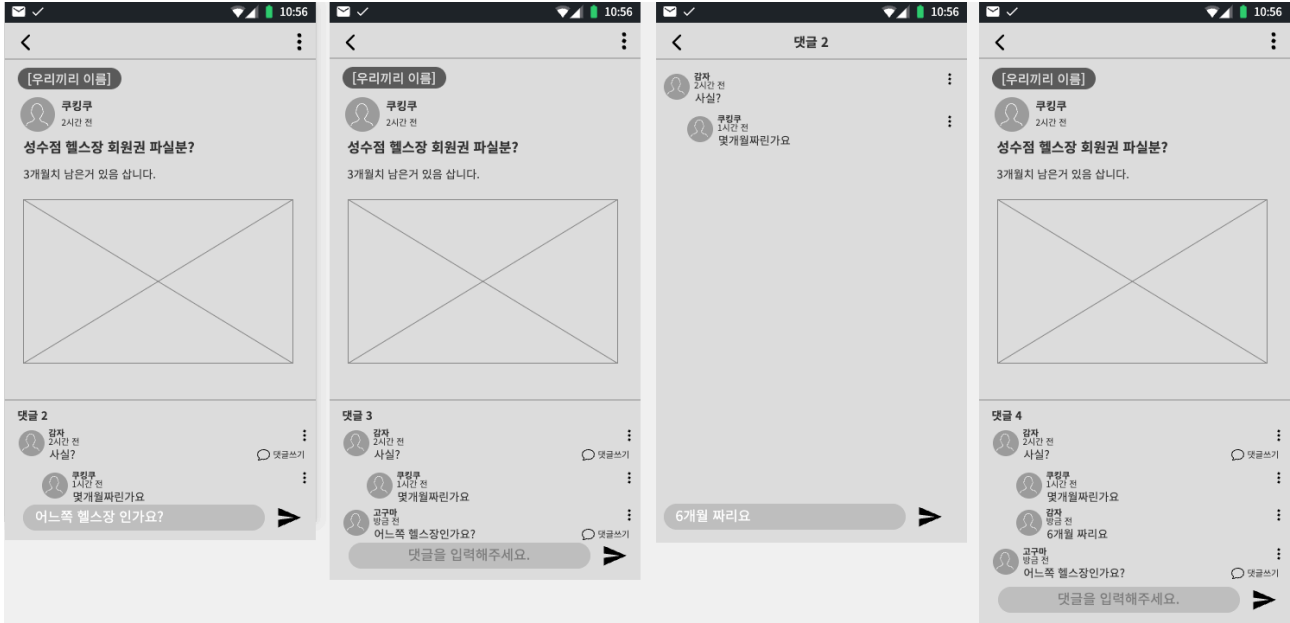 10:56
[우리끼리 이름]
쿠킹쿠
2시간 전
성수점 헬스장 회원권 파실분?
3개월치 남은거 있음 삽니다.
댓글 2
감자
2시간 전
사실?
댓글쓰기
쿠킹쿠
1시간 전
몇개월짜린가요
어느쪽 헬스장 인가요?
10:56
[우리끼리 이름]
쿠킹쿠
2시간 전
성수점 헬스장 회원권 파실분?
3개월치 남은거 있음 삽니다.
댓글 3
감자
2시간 전
사실?
댓글쓰기
쿠킹쿠
1시간 전
몇개월짜린가요
고구마
방금 전
어느쪽 헬스장인가요?
댓글쓰기
댓글을 입력해주세요.
10:56
댓글 2
감자
2시간 전
사실?
쿠킹쿠
1시간 전
몇개월짜린가요
6개월 짜리요
10:56
[우리끼리 이름]
쿠킹쿠
2시간 전
성수점 헬스장 회원권 파실분?
3개월치 남은거 있음 삽니다.
댓글 4
감자
2시간 전
사실?
댓글쓰기
쿠킹쿠
1시간 전
몇개월짜린가요
감자
방금 전
6개월 짜리요
고구마
방금 전
어느쪽 헬스장인가요?
댓글쓰기
댓글을 입력해주세요.